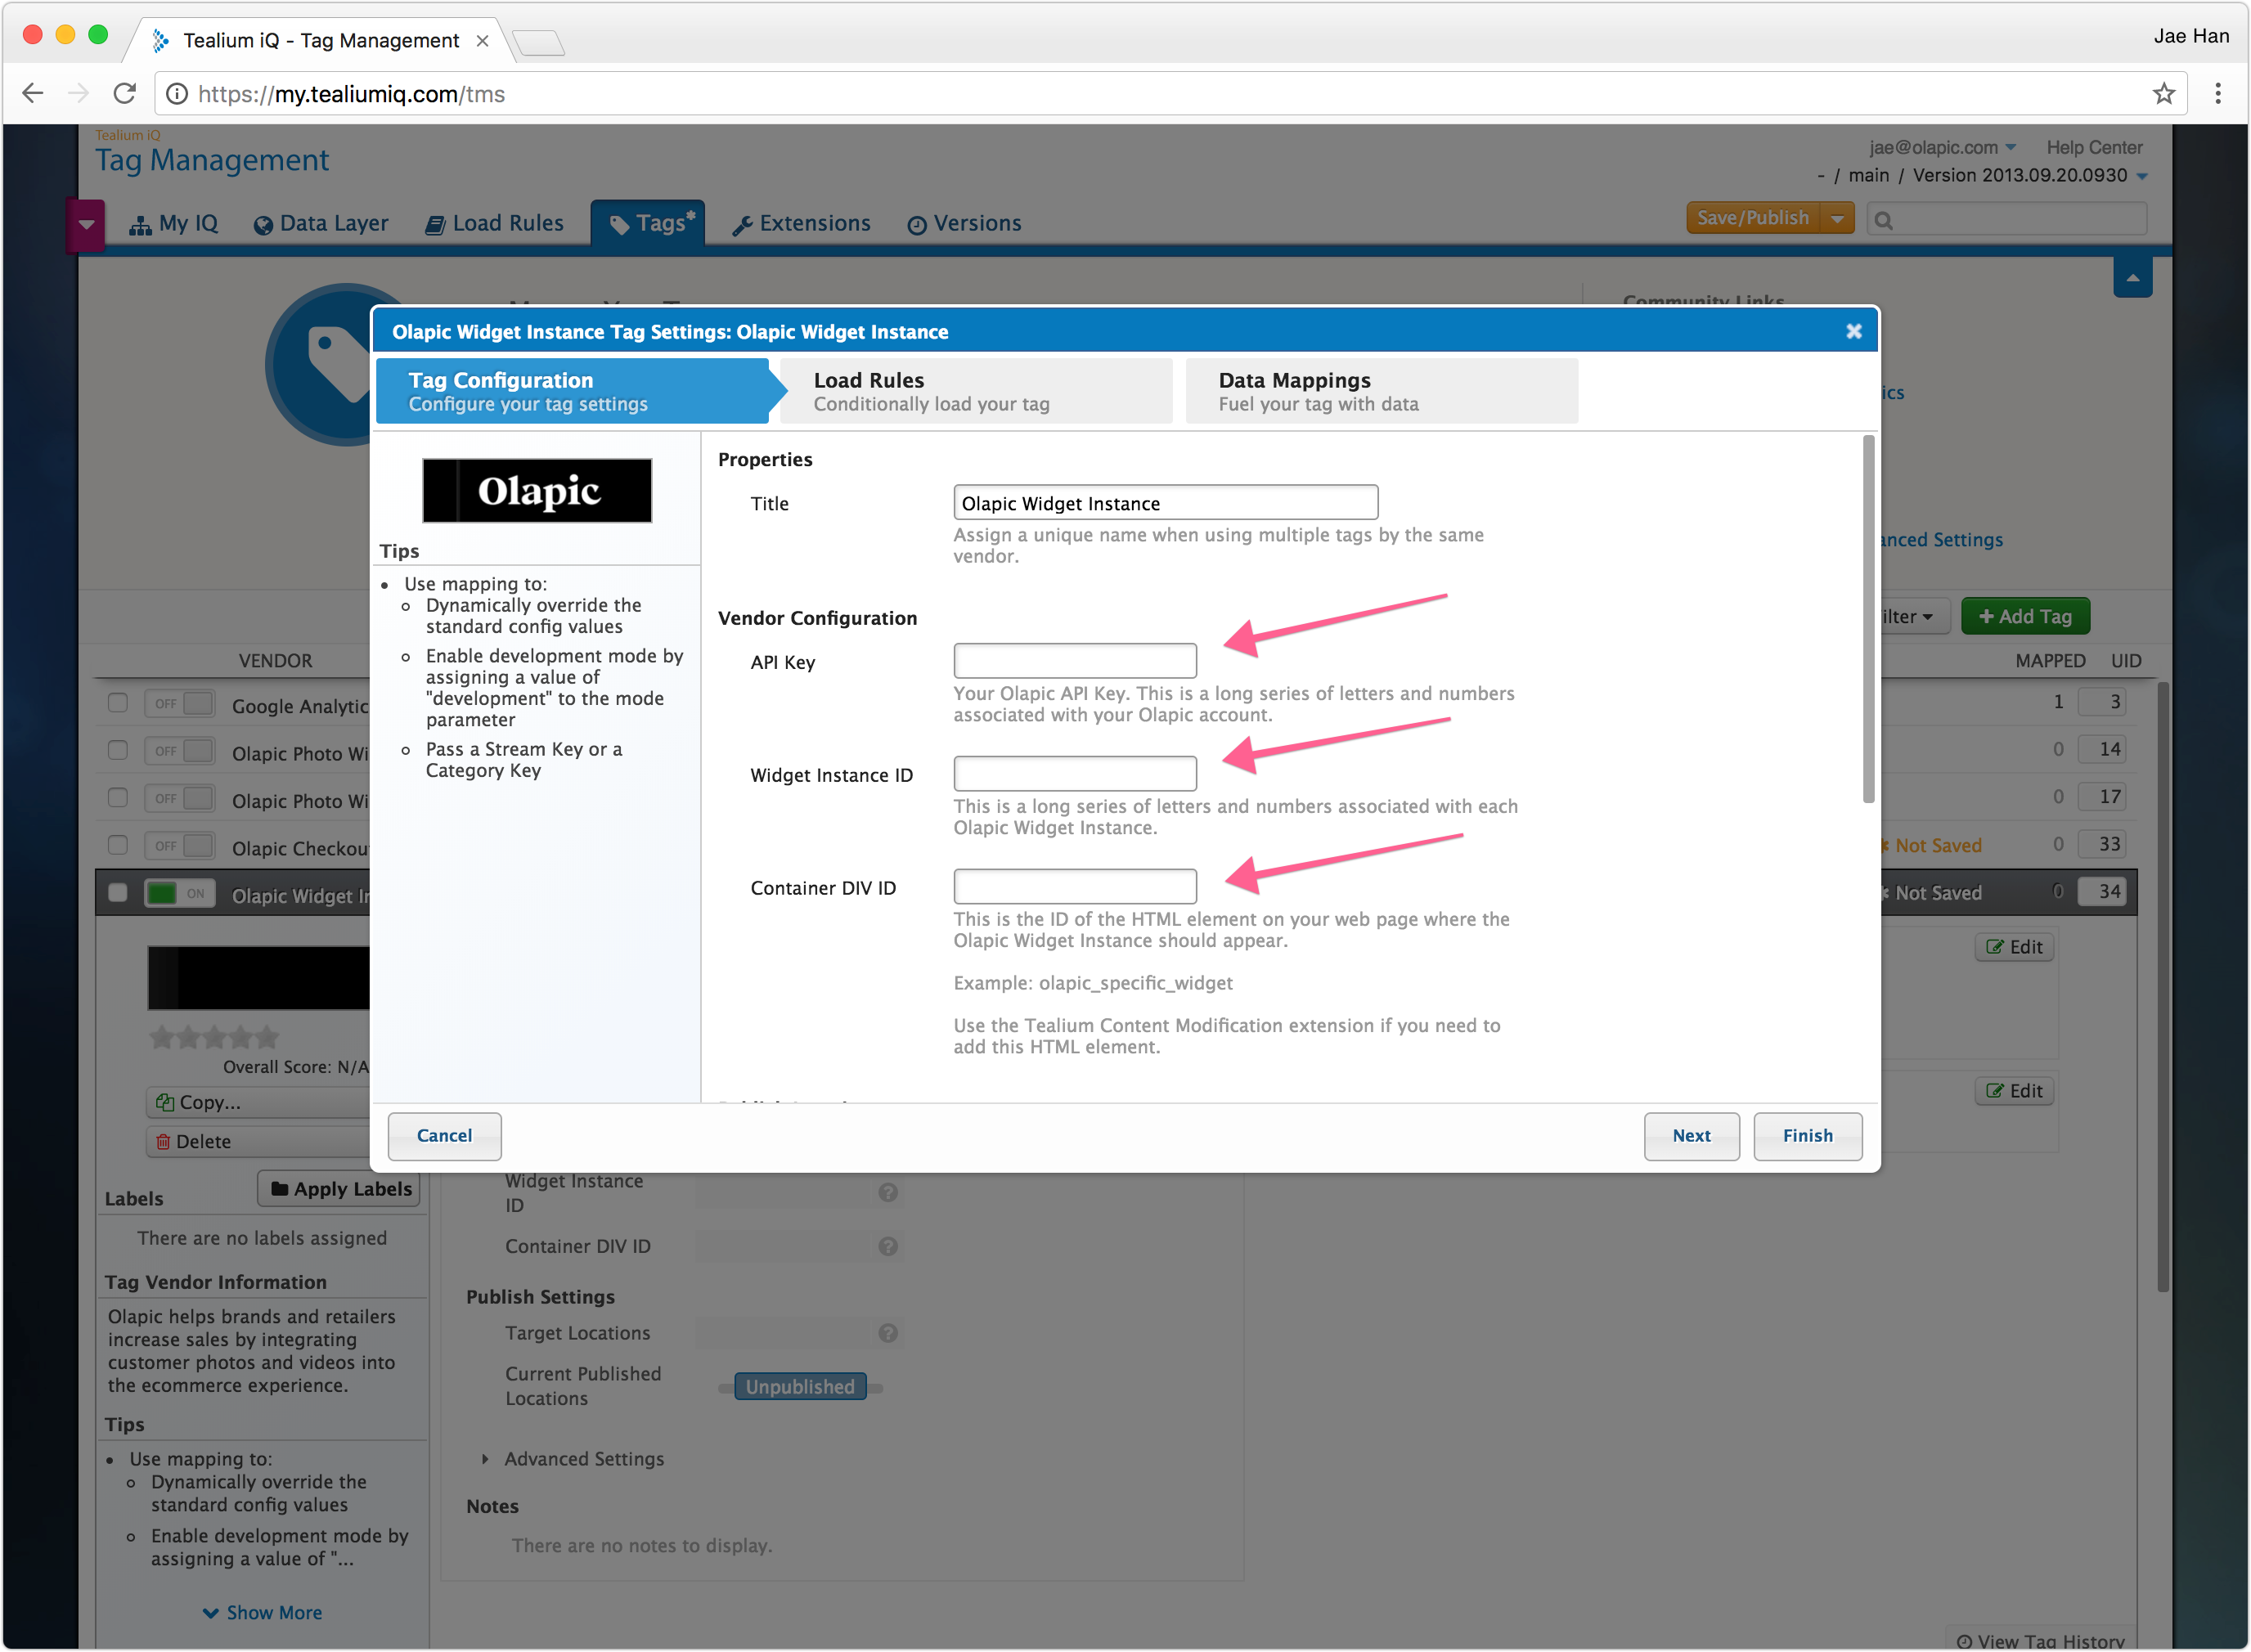 Tealium iQ - Tag Management
Jae Han
https://my.tealiumiq.com/tms
Tealium iQ
Tag Management
jae@olapic.com Help Center
- / main / Version 2013.09.20.0930
My IQ Data Layer Load Rules Tags* Extensions Versions
Save/Publish
Community Links
Olapic Widget Instance Tag Settings: Olapic Widget Instance
Tag Configuration
Configure your tag settings
Load Rules
Conditionally load your tag
Data Mappings
Fuel your tag with data
ics
anced Settings
ilter
+ Add Tag
Olapic
Tips
• Use mapping to:
Dynamically override the
standard config values
Enable development mode by
assigning a value of
"development" to the mode
parameter
Pass a Stream Key or a
Category Key
Properties
Title
Olapic Widget Instance
Assign a unique name when using multiple tags by the same
vendor.
Vendor Configuration
API Key
Your Olapic API Key. This is a long series of letters and numbers
associated with your Olapic account.
Widget Instance ID
This is a long series of letters and numbers associated with each
Olapic Widget Instance.
Container DIV ID
This is the ID of the HTML element on your web page where the
Olapic Widget Instance should appear.
Example: olapic_specific_widget
Use the Tealium Content Modification extension if you need to
add this HTML element.
Cancel
Next
Finish
VENDOR
MAPPED UID
OFF Google Analytic
1 3
OFF Olapic Photo Wi
0 14
OFF Olapic Photo Wi
0 17
OFF Olapic Checkou
Not Saved 0 33
ON Olapic Widget In
Not Saved 0 34
Edit
Edit
Overall Score: N/A
Copy...
Delete
Labels
Apply Labels
There are no labels assigned
Tag Vendor Information
Olapic helps brands and retailers
increase sales by integrating
customer photos and videos into
the ecommerce experience.
Tips
• Use mapping to:
Dynamically override the
standard config values
Enable development mode by
assigning a value of "...
Show More
Widget Instance
ID
Container DIV ID
Publish Settings
Target Locations
Current Published
Locations
Unpublished
Advanced Settings
Notes
There are no notes to display.
View Tag History